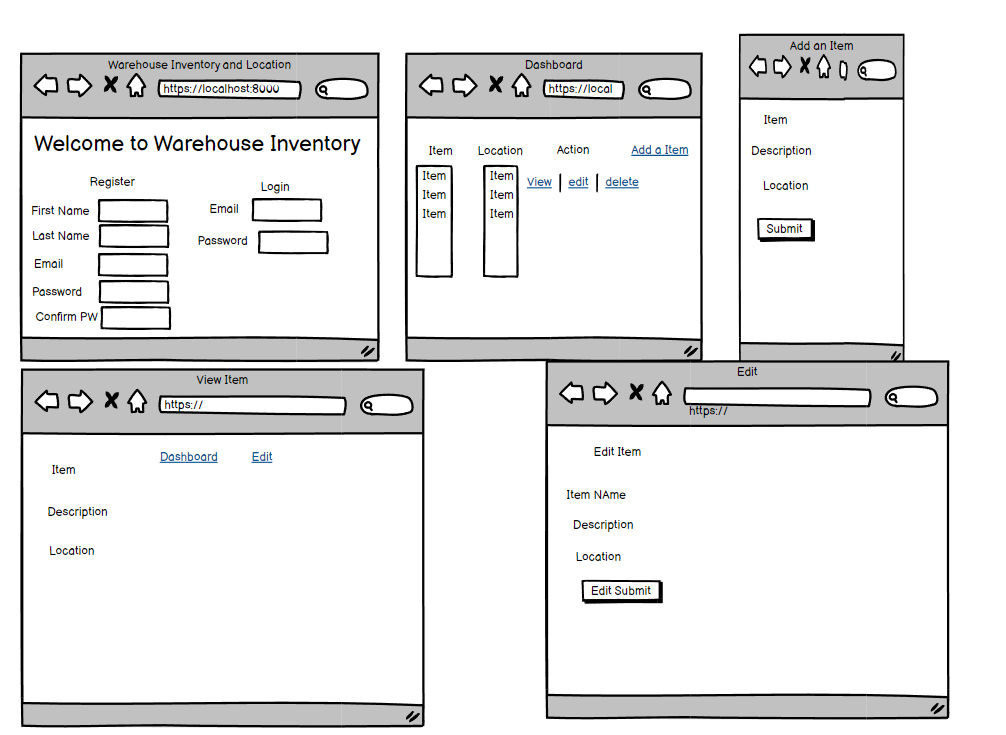 Warehouse Inventory and Location
https://localhost:8000
Welcome to Warehouse Inventory
Register
Login
First Name
Email
Last Name
Password
Email
Password
Confirm PW
Dashboard
https://local
Item
Location
Action
Add a Item
Item
Item
View
edit
delete
Item
Item
Item
Item
Add an Item
Item
Description
Location
Submit
View Item
https://
Dashboard
Edit
Item
Description
Location
Edit
https://
Edit Item
Item NAme
Description
Location
Edit Submit